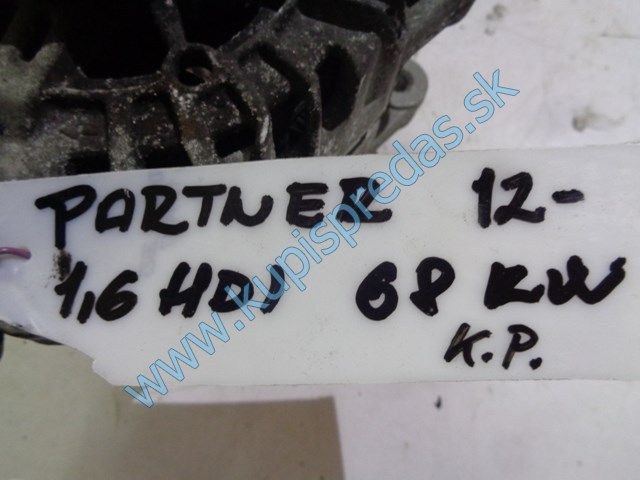 PARTNER 12-
1,6 HDI 68 KW
K.P.
www.kupispredas.sk